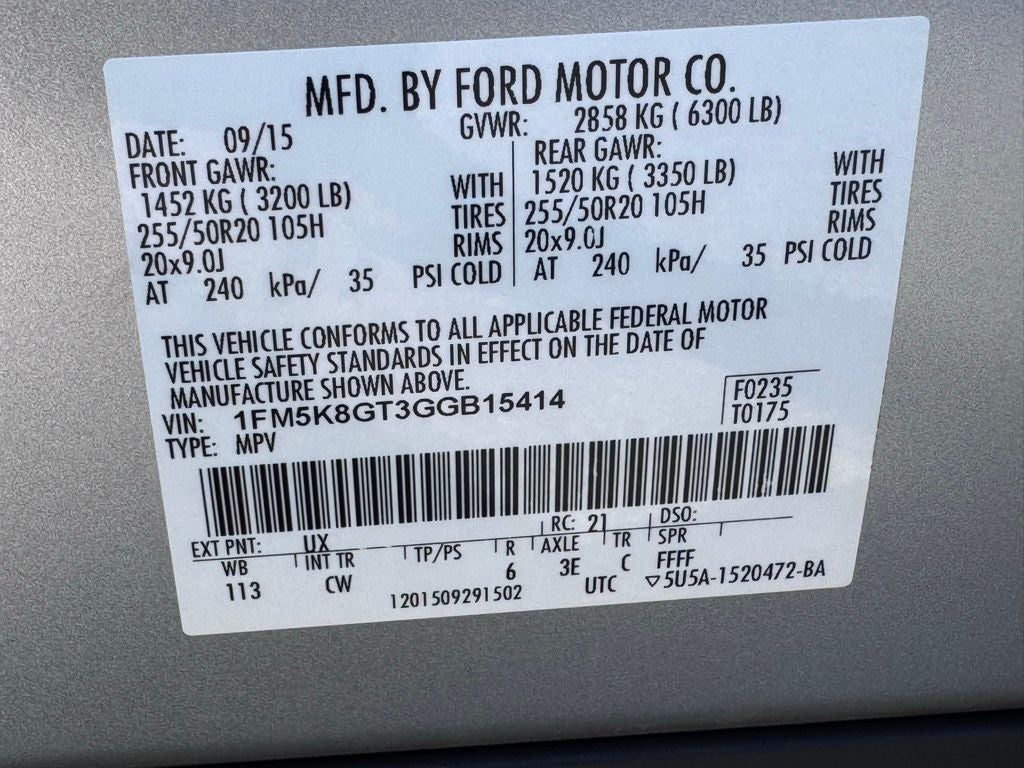 MFD. BY FORD MOTOR CO.
DATE: 09/15 GVWR: 2858 KG ( 6300 LB)
FRONT GAWR: REAR GAWR:
1452 KG ( 3200 LB) WITH 1520 KG ( 3350 LB) WITH
255/50R20 105H TIRES 255/50R20 105H TIRES
20x9.0J RIMS 20x9.0J RIMS
AT 240 kPa/ 35 PSI COLD AT 240 kPa/ 35 PSI COLD
THIS VEHICLE CONFORMS TO ALL APPLICABLE FEDERAL MOTOR
VEHICLE SAFETY STANDARDS IN EFFECT ON THE DATE OF
MANUFACTURE SHOWN ABOVE.
VIN: 1FM5K8GT3GGB15414 F0235
TYPE: MPV T0175
EXT PNT: UX RC: 21 DSO:
WB INT TR TP/PS R AXLE TR SPR
113 CW 6 3E C FFFF
1201509291502 UTC ▽5U5A-1520472-BA